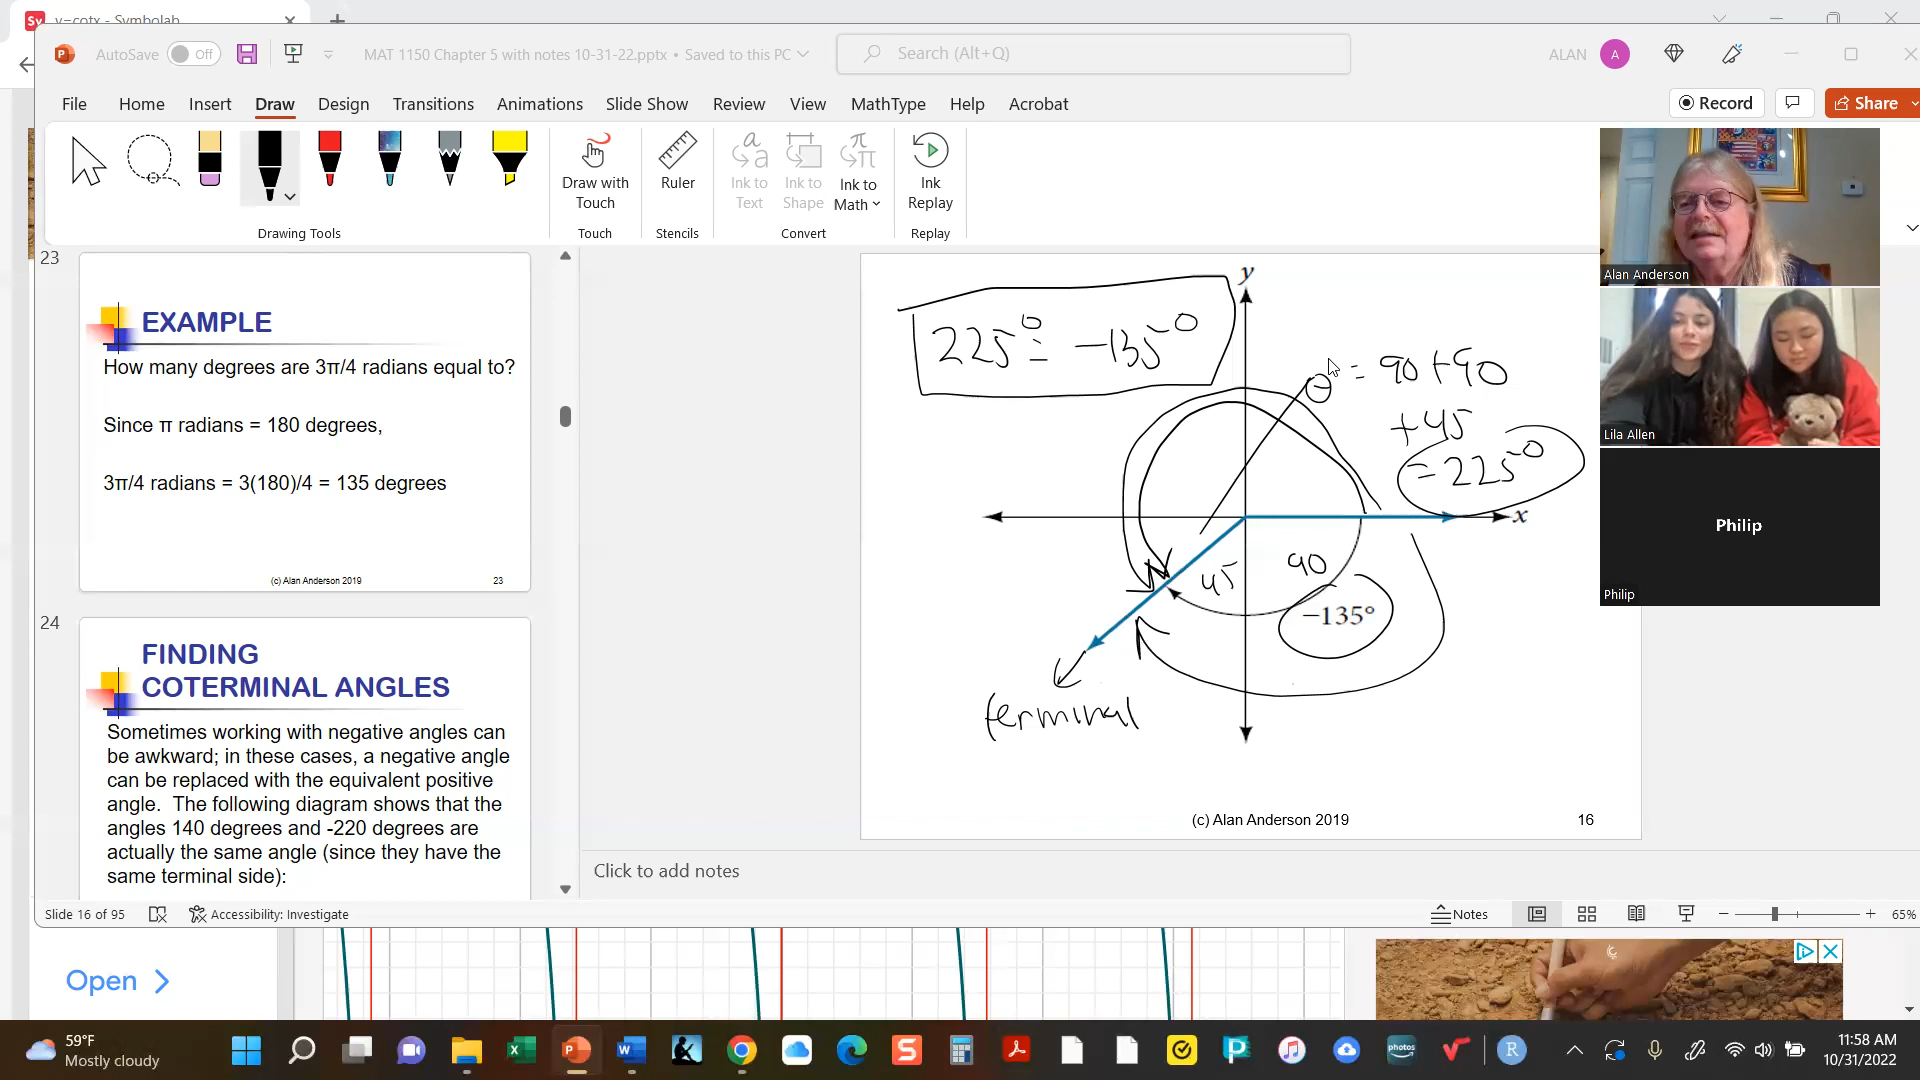 y=cotx - Symbolab
AutoSave Off MAT 1150 Chapter 5 with notes 10-31-22.pptx • Saved to this PC Search (Alt+Q) ALAN A
File Home Insert Draw Design Transitions Animations Slide Show Review View MathType Help Acrobat Record Share
Draw with Touch
Ruler
Ink to Text
Ink to Shape
Ink to Math
Ink Replay
Drawing Tools Touch Stencils Convert Replay
Alan Anderson
Lila Allen
Philip
Philip
23
EXAMPLE
How many degrees are 3π/4 radians equal to?
Since π radians = 180 degrees,
3π/4 radians = 3(180)/4 = 135 degrees
(c) Alan Anderson 2019 23
24
FINDING
COTERMINAL ANGLES
Sometimes working with negative angles can
be awkward; in these cases, a negative angle
can be replaced with the equivalent positive
angle. The following diagram shows that the
angles 140 degrees and -220 degrees are
actually the same angle (since they have the
same terminal side):
y
225° = -135°
θ = 90+90
+45
= 225°
x
45 90
−135°
terminal
(c) Alan Anderson 2019 16
Click to add notes
Slide 16 of 95 Accessibility: Investigate Notes 65%
Open
59°F
Mostly cloudy
photos
R
11:58 AM
10/31/2022